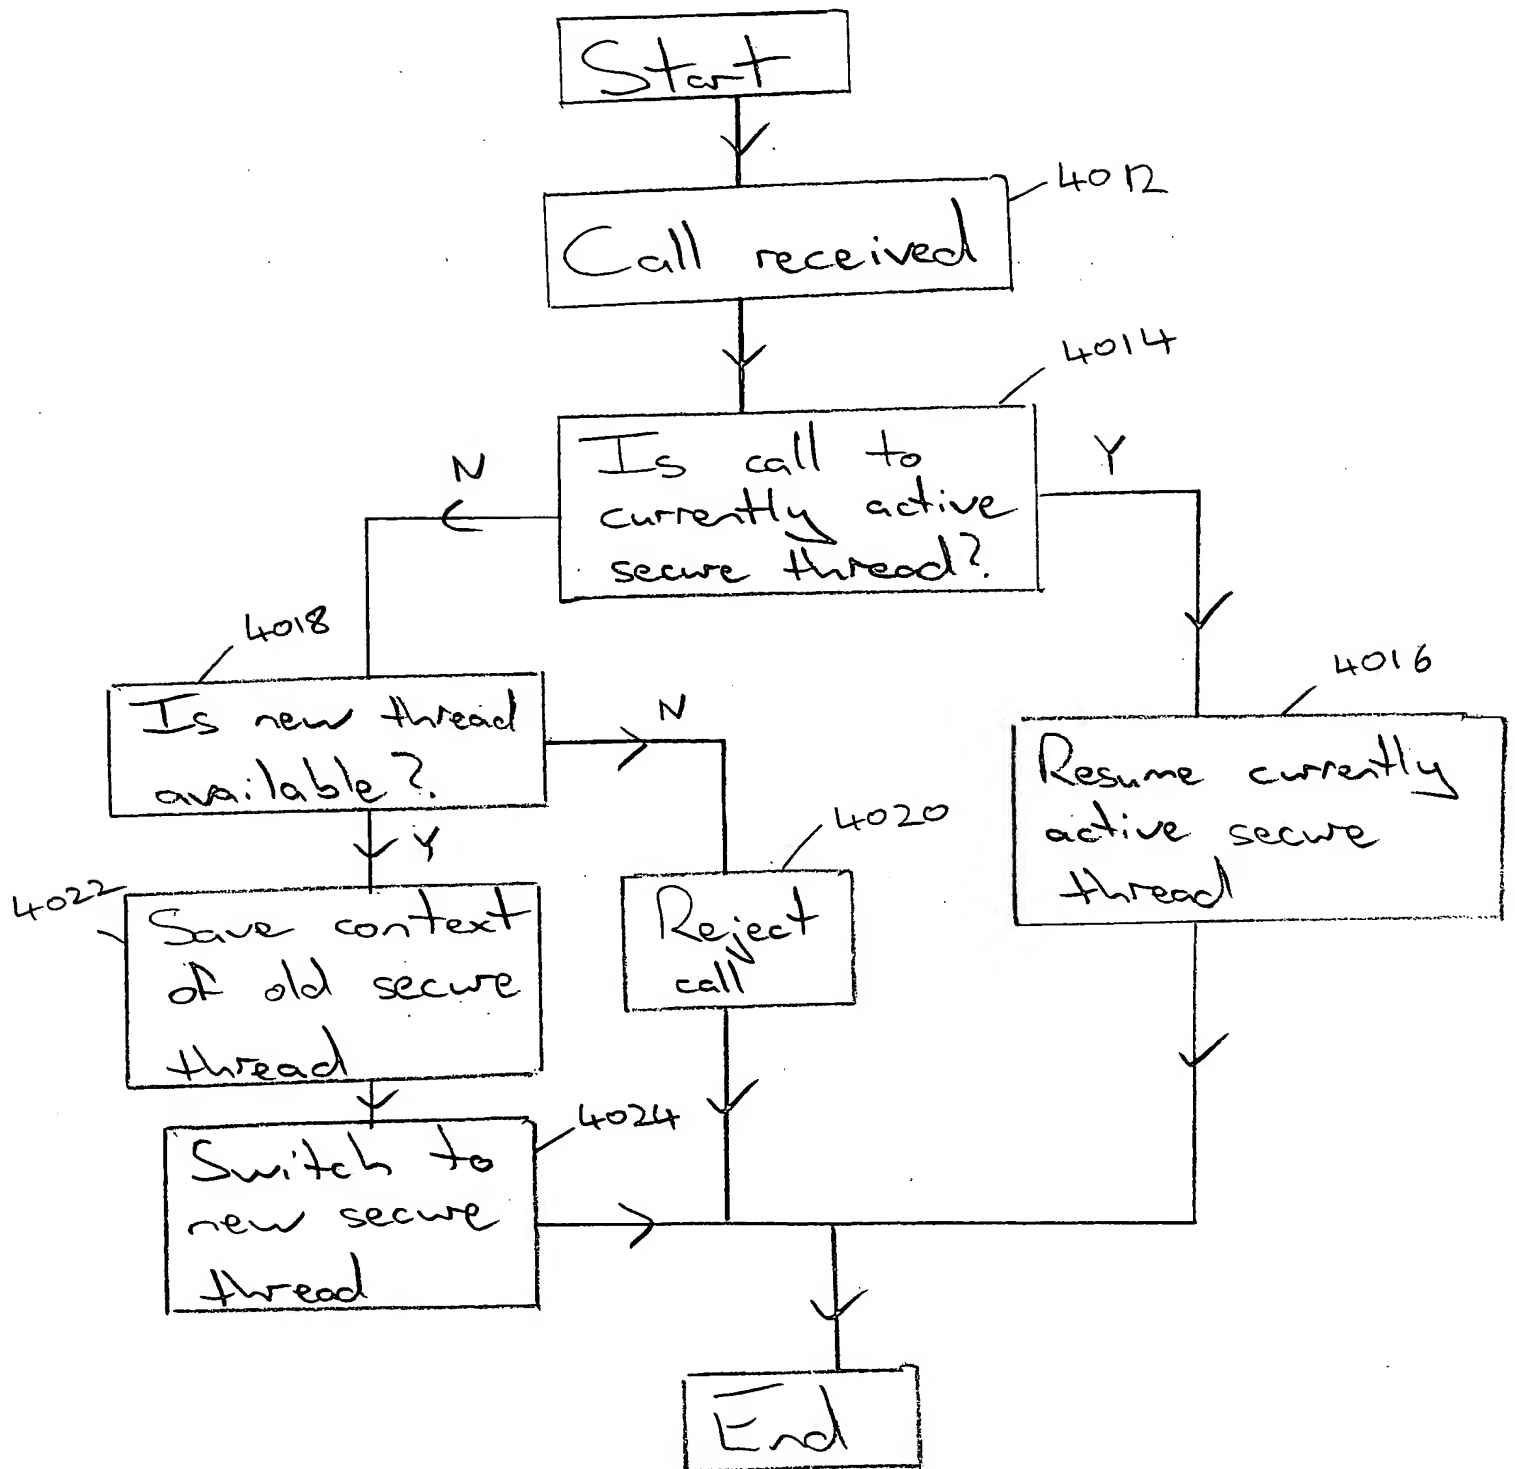 Start
4012
Call received
4014
N
Is call to
currently active
secure thread?
Y
4018
Is new thread
available?
N
4016
Resume currently
active secure
thread
Y
4020
Reject
call
4022
Save context
of old secure
thread
4024
Switch to
new secure
thread
End